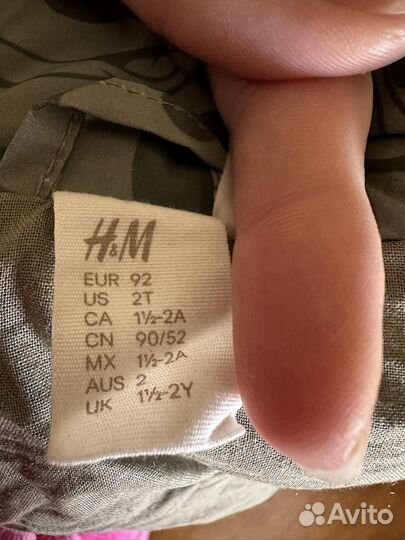 H&M
EUR 92
US 2T
CA 1½-2A
CN 90/52
MX 1½-2A
AUS 2
UK 1½-2Y
Avito